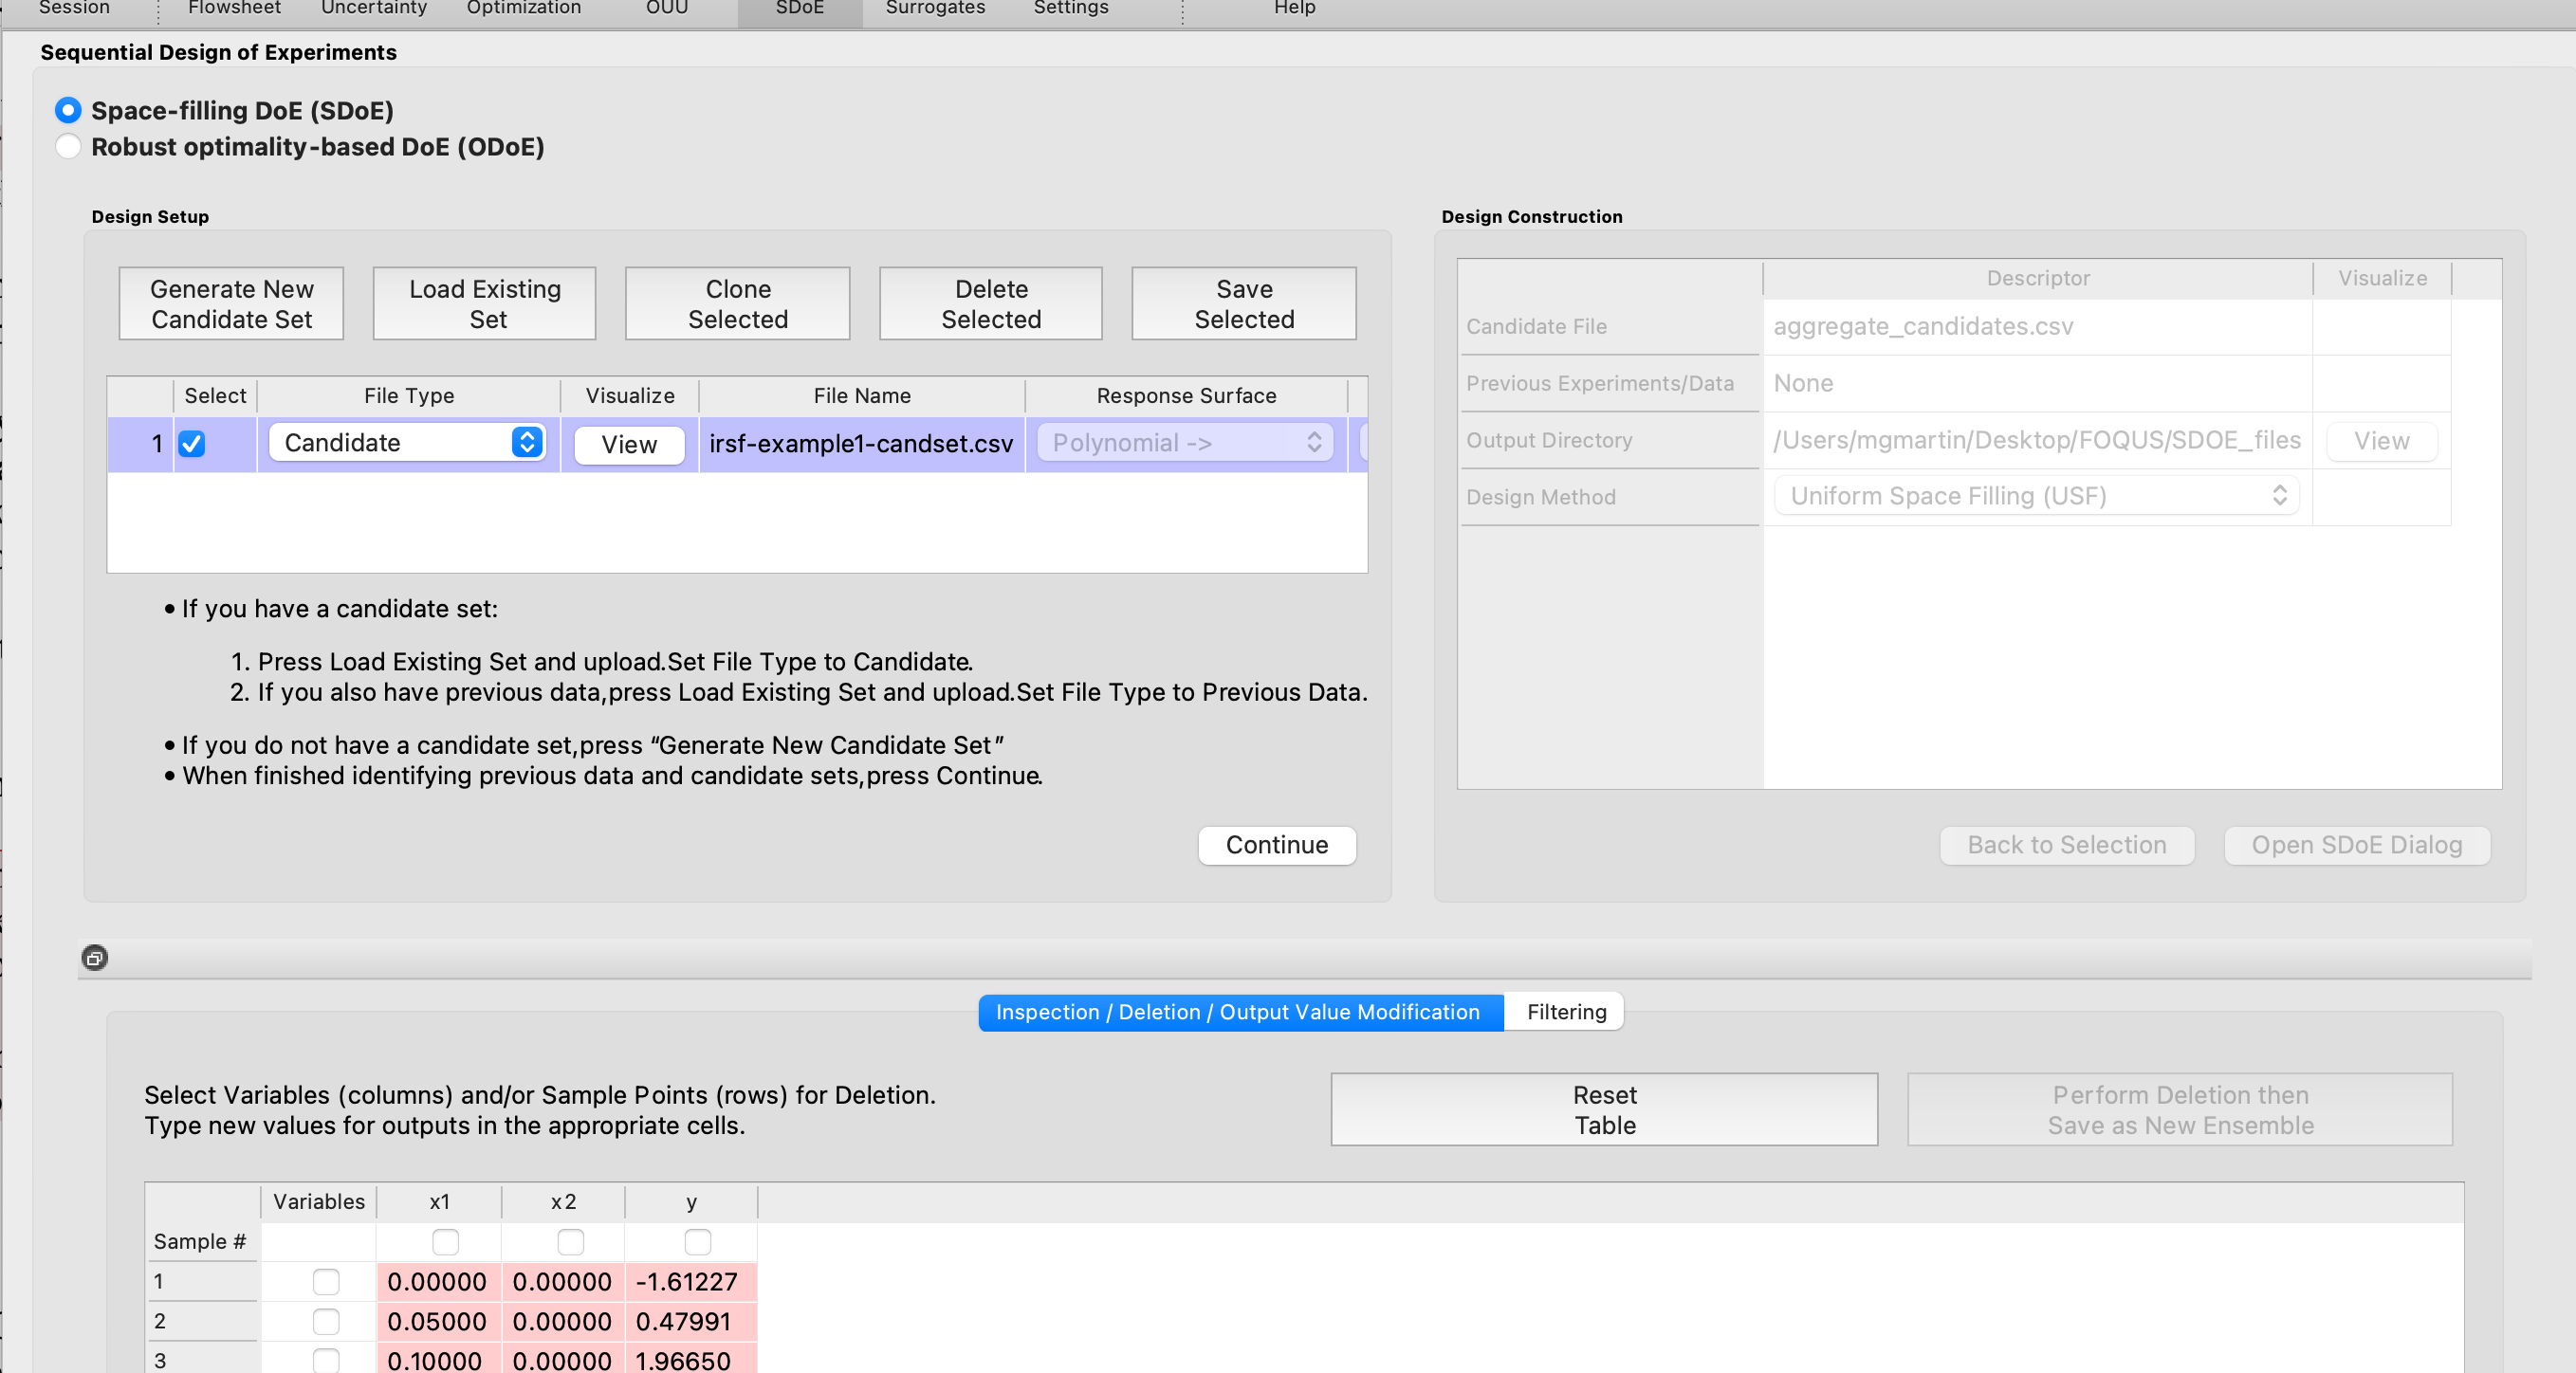 Session Flowsheet Uncertainty Optimization OUU SDoE Surrogates Settings Help
Sequential Design of Experiments
Space-filling DoE (SDoE)
Robust optimality-based DoE (ODoE)
Design Setup
Generate New
Candidate Set
Load Existing
Set
Clone
Selected
Delete
Selected
Save
Selected
Select File Type Visualize File Name Response Surface
1 Candidate View irsf-example1-candset.csv Polynomial ->
• If you have a candidate set:
1. Press Load Existing Set and upload.Set File Type to Candidate.
2. If you also have previous data,press Load Existing Set and upload.Set File Type to Previous Data.
• If you do not have a candidate set,press “Generate New Candidate Set”
• When finished identifying previous data and candidate sets,press Continue.
Continue
Design Construction
Descriptor Visualize
Candidate File aggregate_candidates.csv
Previous Experiments/Data None
Output Directory /Users/mgmartin/Desktop/FOQUS/SDOE_files View
Design Method Uniform Space Filling (USF)
Back to Selection Open SDoE Dialog
Inspection / Deletion / Output Value Modification Filtering
Select Variables (columns) and/or Sample Points (rows) for Deletion.
Type new values for outputs in the appropriate cells.
Reset
Table
Perform Deletion then
Save as New Ensemble
Variables x1 x2 y
Sample #
1 0.00000 0.00000 -1.61227
2 0.05000 0.00000 0.47991
3 0.10000 0.00000 1.96650